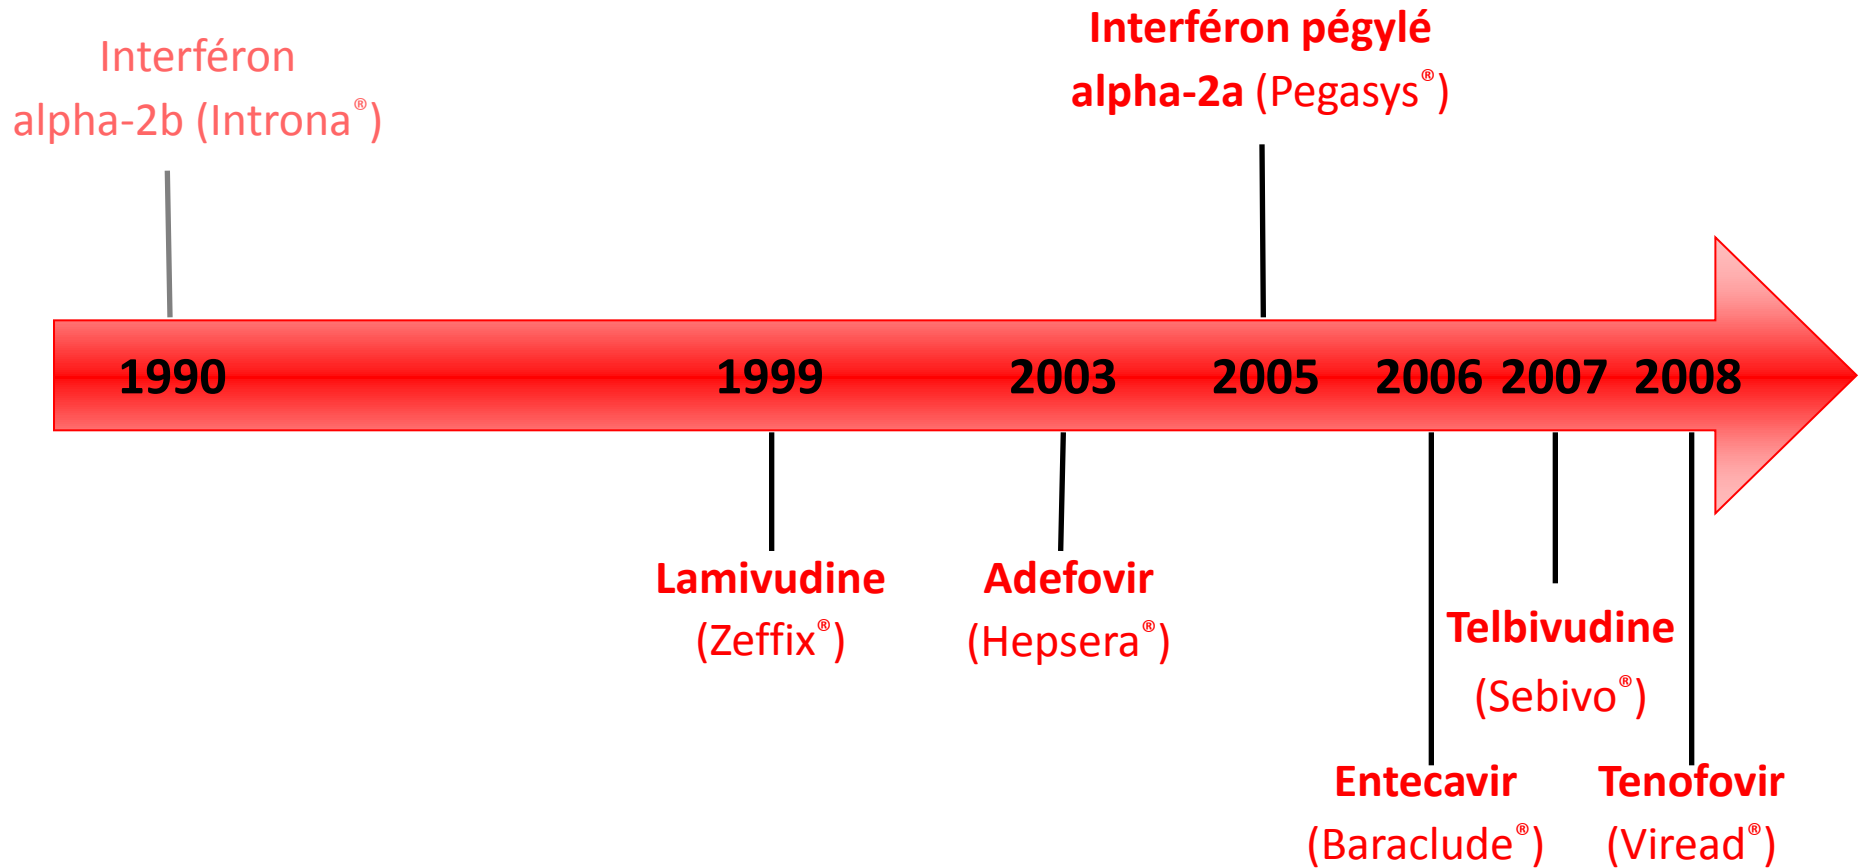 Interféron
alpha-2b (Introna®)
Interféron pégylé
alpha-2a (Pegasys®)
1990 1999 2003 2005 2006 2007 2008
Lamivudine
(Zeffix®)
Adefovir
(Hepsera®)
Telbivudine
(Sebivo®)
Entecavir
(Baraclude®)
Tenofovir
(Viread®)